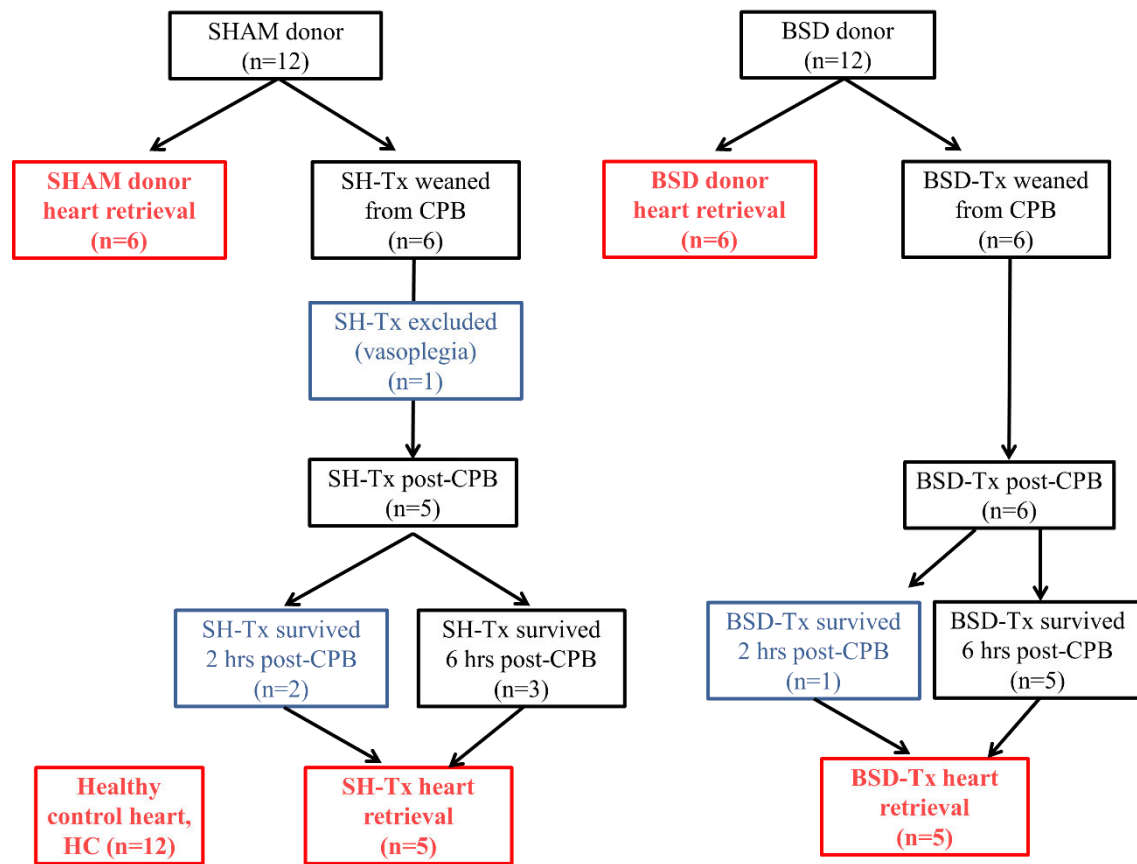 SHAM donor
(n=12)
BSD donor
(n=12)
SHAM donor
heart retrieval
(n=6)
SH-Tx weaned
from CPB
(n=6)
BSD donor
heart retrieval
(n=6)
BSD-Tx weaned
from CPB
(n=6)
SH-Tx excluded
(vasoplegia)
(n=1)
SH-Tx post-CPB
(n=5)
BSD-Tx post-CPB
(n=6)
SH-Tx survived
2 hrs post-CPB
(n=2)
SH-Tx survived
6 hrs post-CPB
(n=3)
BSD-Tx survived
2 hrs post-CPB
(n=1)
BSD-Tx survived
6 hrs post-CPB
(n=5)
Healthy
control heart,
HC (n=12)
SH-Tx heart
retrieval
(n=5)
BSD-Tx heart
retrieval
(n=5)